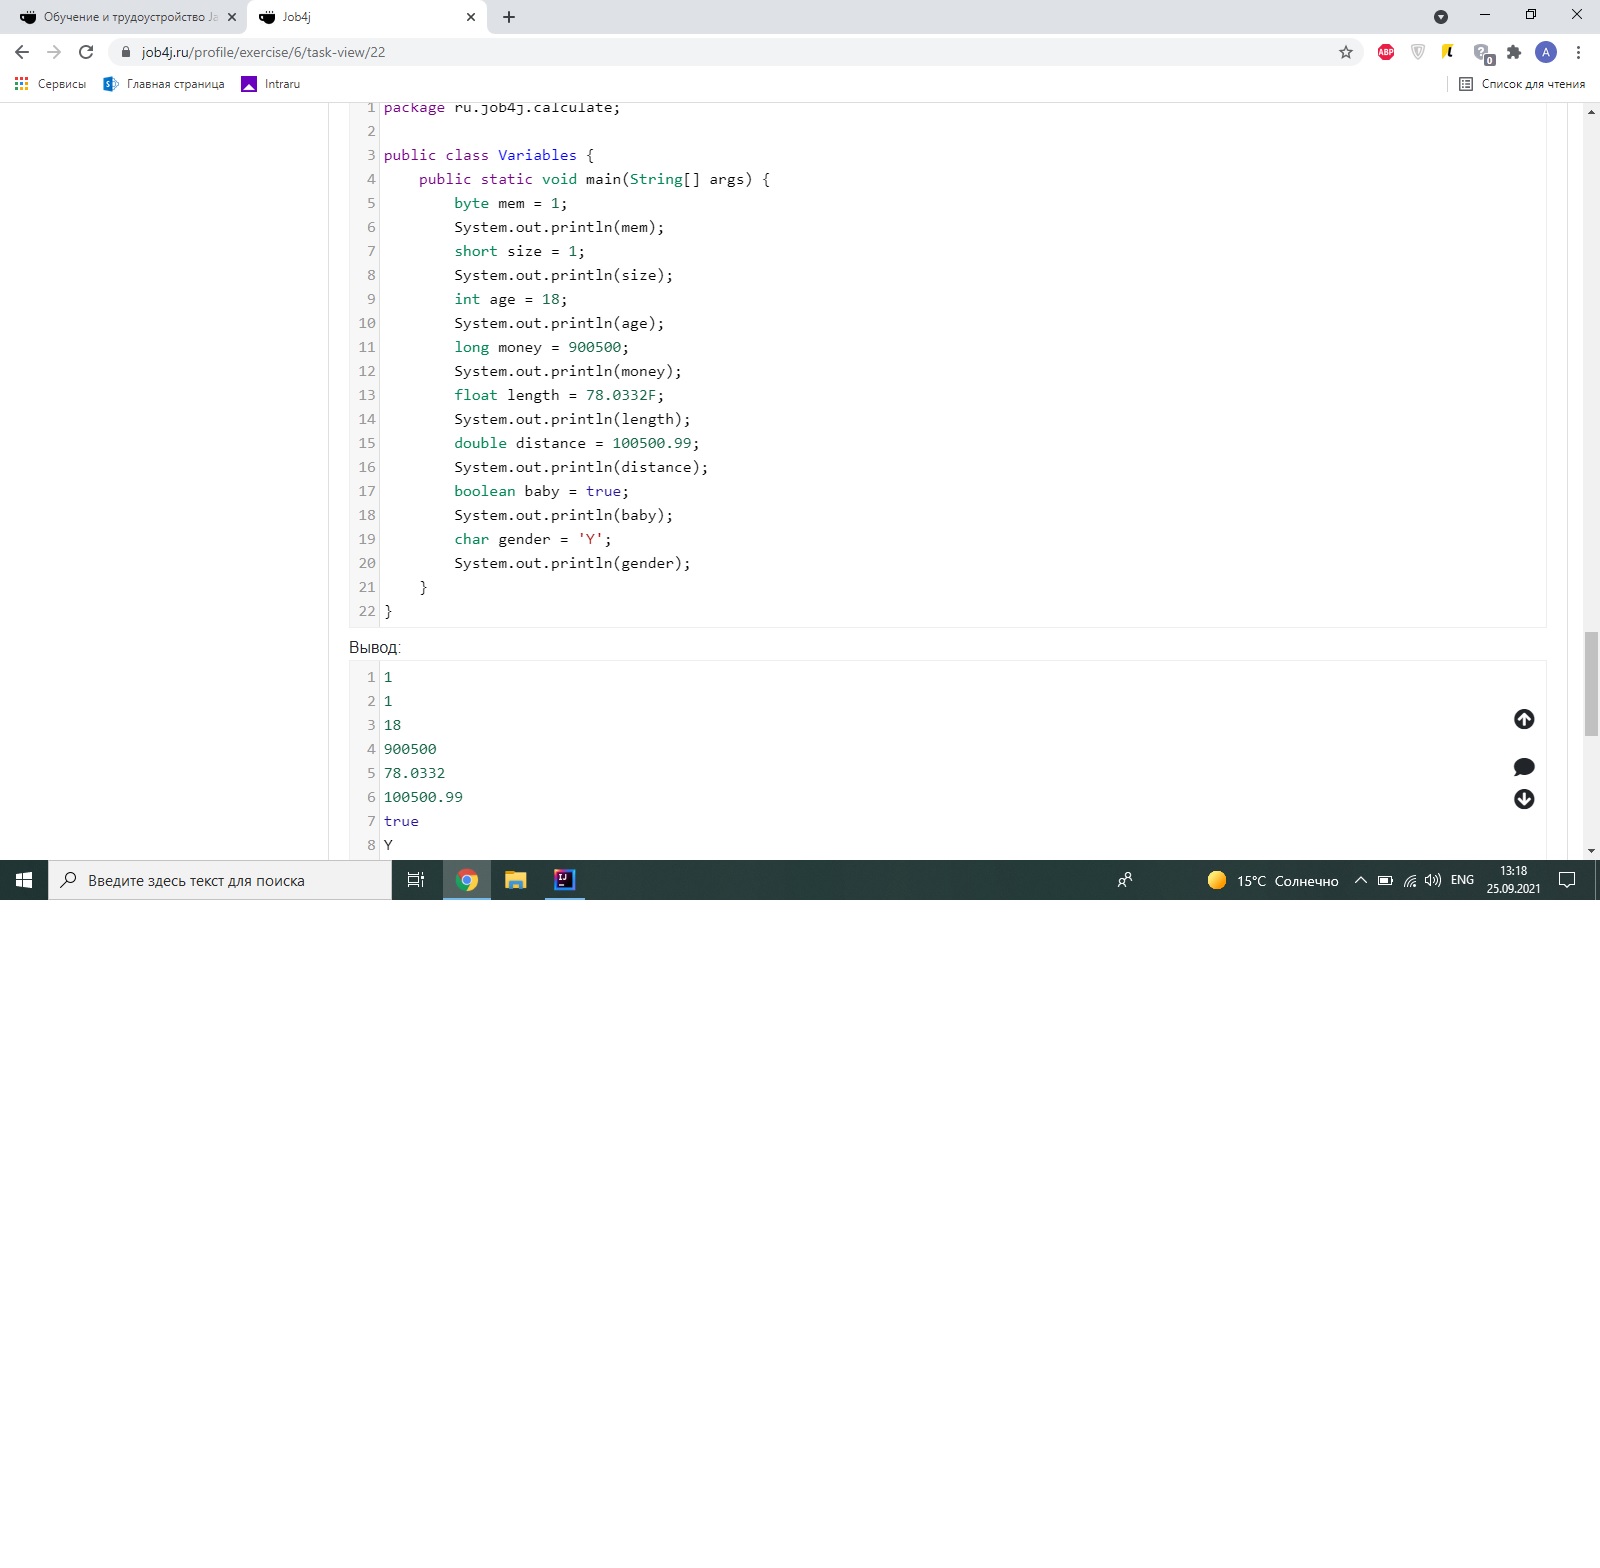 Обучение и трудоустройство Ja
Job4j
job4j.ru/profile/exercise/6/task-view/22
ABP
0
A
Сервисы
Главная страница
Intraru
Список для чтения
1 package ru.job4j.calculate;
2
3 public class Variables {
4 public static void main(String[] args) {
5 byte mem = 1;
6 System.out.println(mem);
7 short size = 1;
8 System.out.println(size);
9 int age = 18;
10 System.out.println(age);
11 long money = 900500;
12 System.out.println(money);
13 float length = 78.0332F;
14 System.out.println(length);
15 double distance = 100500.99;
16 System.out.println(distance);
17 boolean baby = true;
18 System.out.println(baby);
19 char gender = 'Y';
20 System.out.println(gender);
21 }
22 }
Вывод:
1 1
2 1
3 18
4 900500
5 78.0332
6 100500.99
7 true
8 Y
Введите здесь текст для поиска
15°C Солнечно
ENG
13:18
25.09.2021